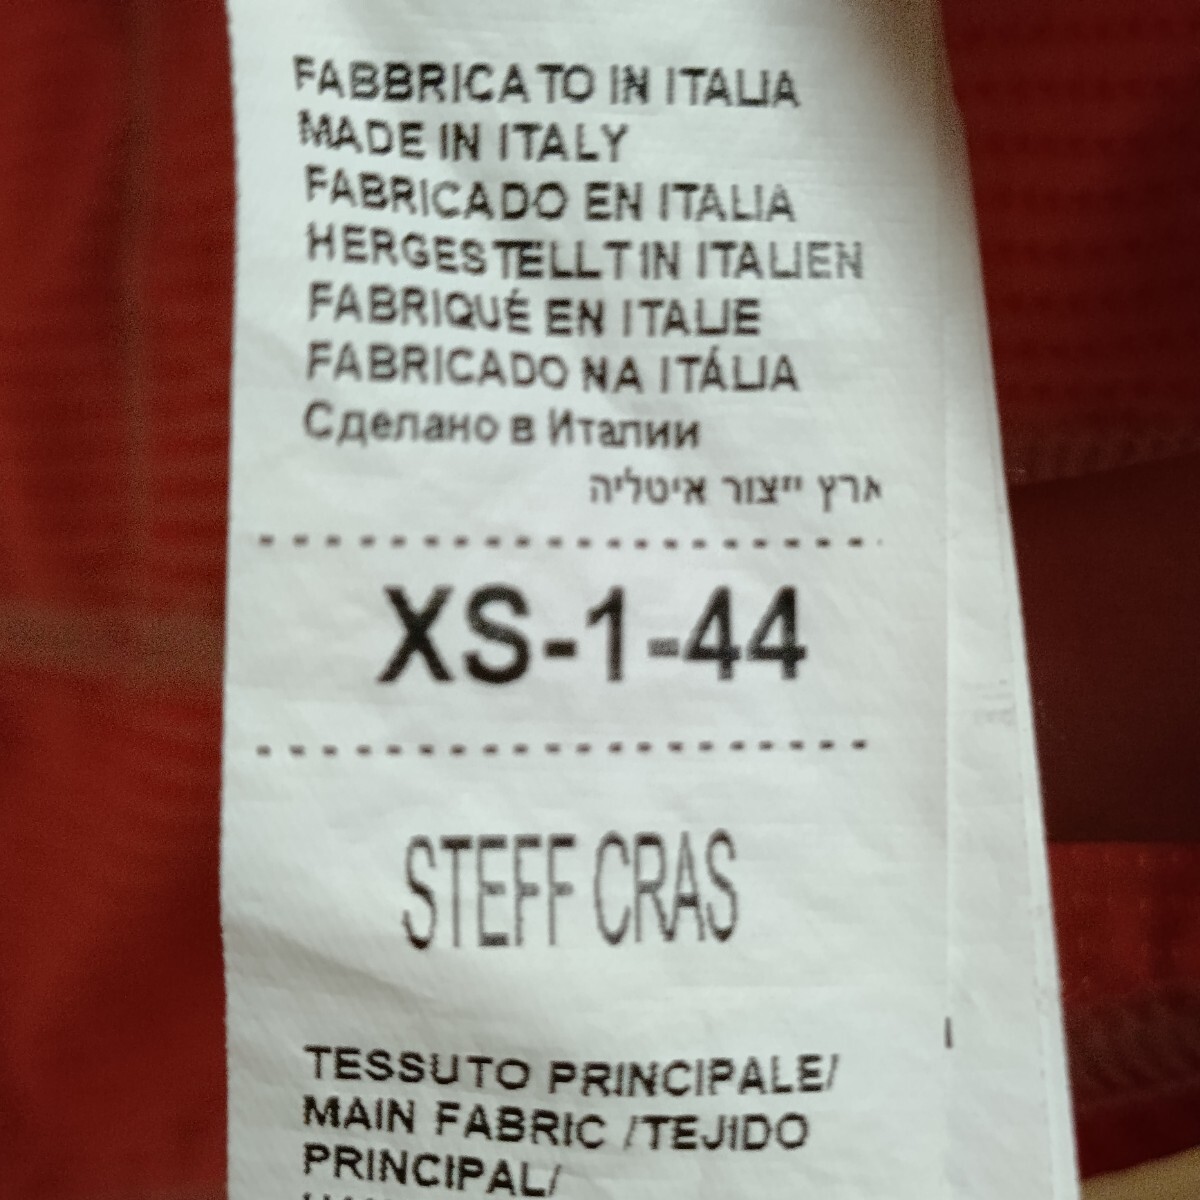 FABBRICATO IN ITALIA
MADE IN ITALY
FABRICADO EN ITALIA
HERGESTELLT IN ITALIEN
FABRIQUÉ EN ITALIE
FABRICADO NA ITÁLIA
Сделано в Италии
ארץ ייצור איטליה
XS-1-44
STEFF CRAS
TESSUTO PRINCIPALE/
MAIN FABRIC /TEJIDO
PRINCIPAL/